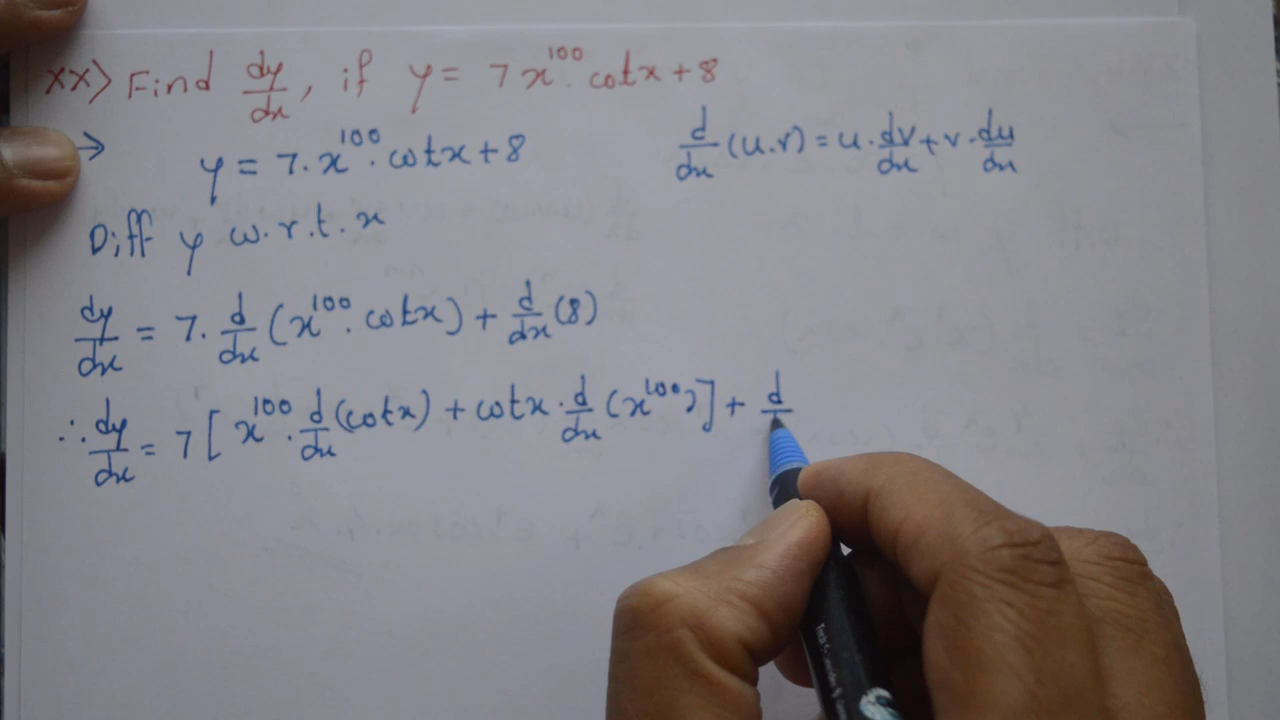 xx> Find dy/dx, if y = 7x^100 . cotx + 8
→ y = 7.x^100 . cotx + 8
d/dx (u.v) = u.dv/dx + v.du/dx
Diff y w.r.t. x
dy/dx = 7. d/dx (x^100 . cotx) + d/dx (8)
∴ dy/dx = 7 [ x^100 . d/dx (cotx) + cotx . d/dx (x^100) ] + d